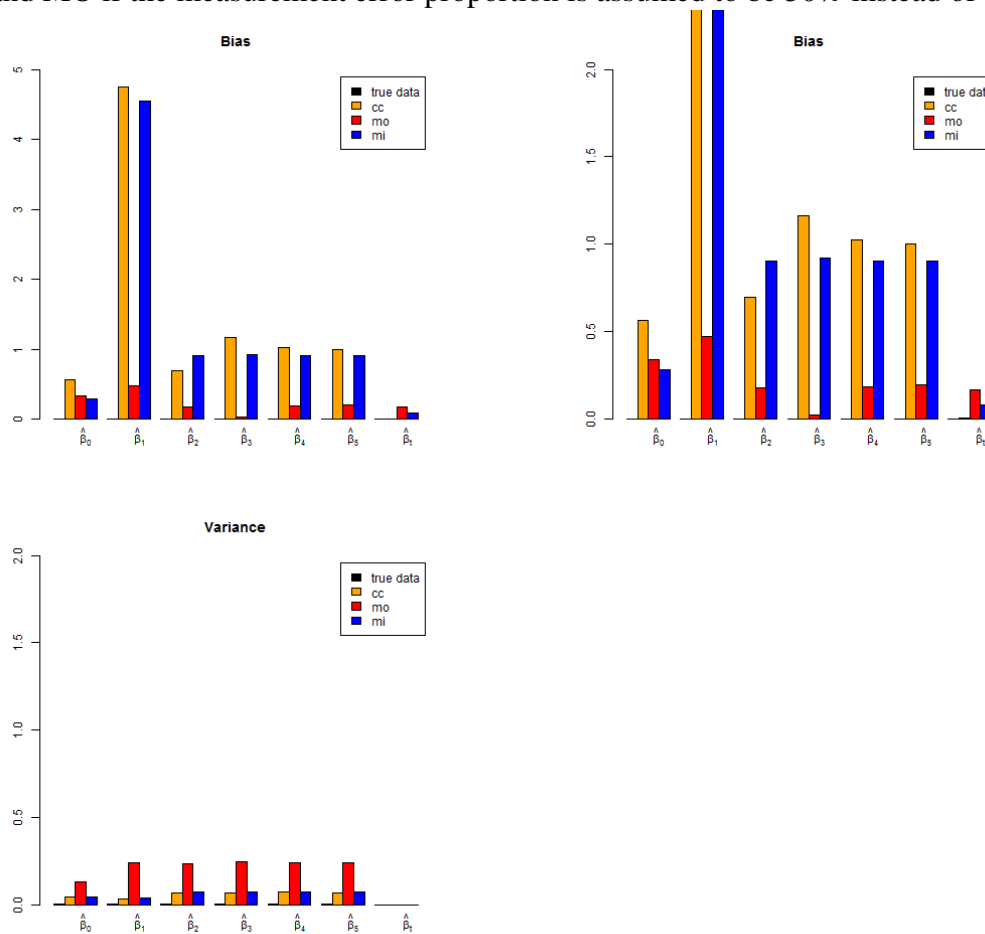 and MO if the measurement error proportion is assumed to be instead of
Bias
5
4
3
2
1
0
true data
cc
mo
mi
β̂₀ β̂₁ β̂₂ β̂₃ β̂₄ β̂₅ β̂ₜ
Bias
2.0
1.5
1.0
0.5
0.0
true dat
cc
mo
mi
β̂₀ β̂₁ β̂₂ β̂₃ β̂₄ β̂₅ β̂ₜ
Variance
2.0
1.5
1.0
0.5
0.0
true data
cc
mo
mi
β̂₀ β̂₁ β̂₂ β̂₃ β̂₄ β̂₅ β̂ₜ